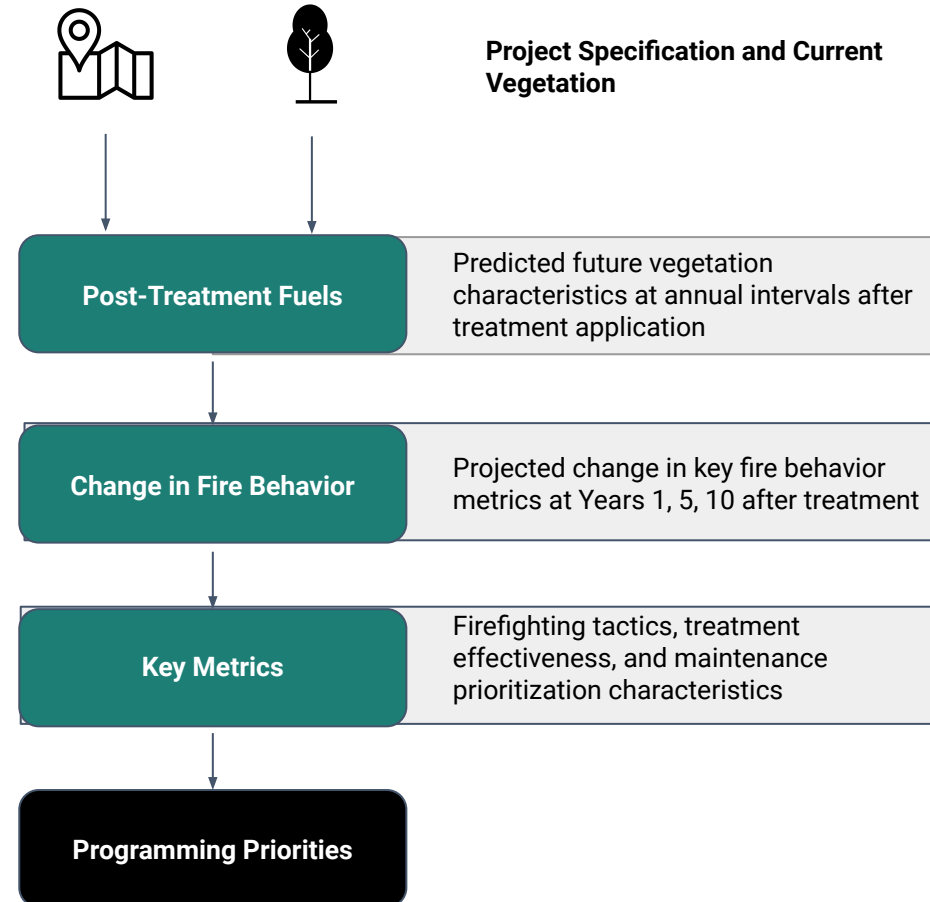 Project Specification and Current
Vegetation
Post-Treatment Fuels
Predicted future vegetation
characteristics at annual intervals after
treatment application
Change in Fire Behavior
Projected change in key fire behavior
metrics at Years 1, 5, 10 after treatment
Key Metrics
Firefighting tactics, treatment
effectiveness, and maintenance
prioritization characteristics
Programming Priorities